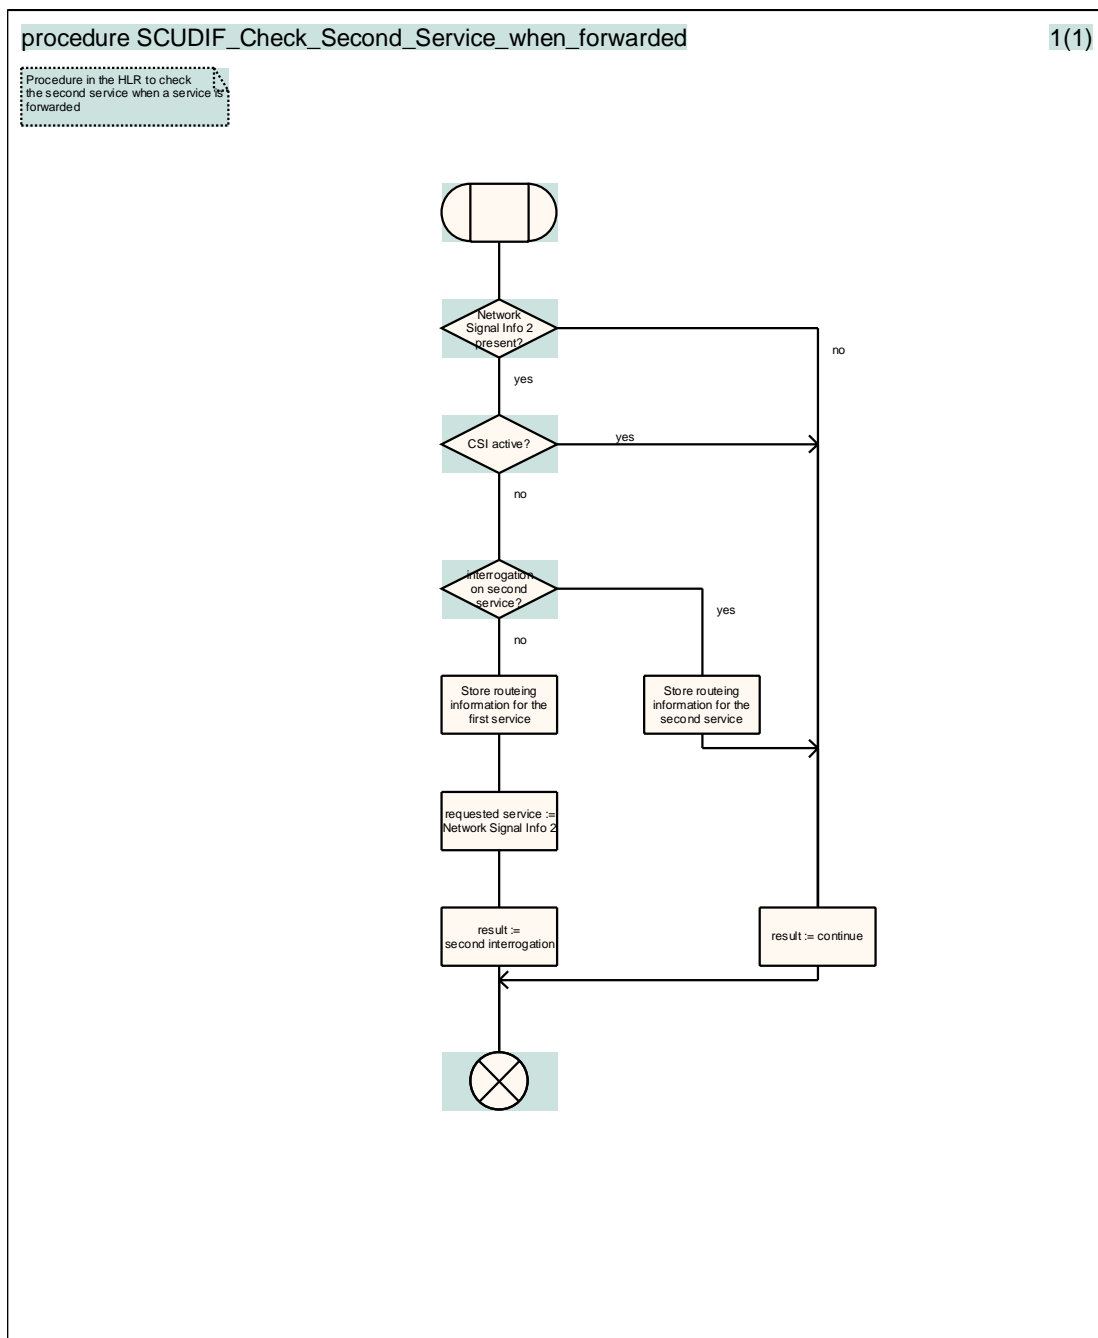 procedure SCUDIF_Check_Second_Service_when_forwarded
1(1)
Procedure in the HLR to check
the second service when a service is
forwarded
Network
Signal Info 2
present?
no
yes
CSI active?
yes
no
interrogation
on second
service?
yes
no
Store routeing
information for the
first service
Store routeing
information for the
second service
requested service :=
Network Signal Info 2
result :=
second interrogation
result := continue